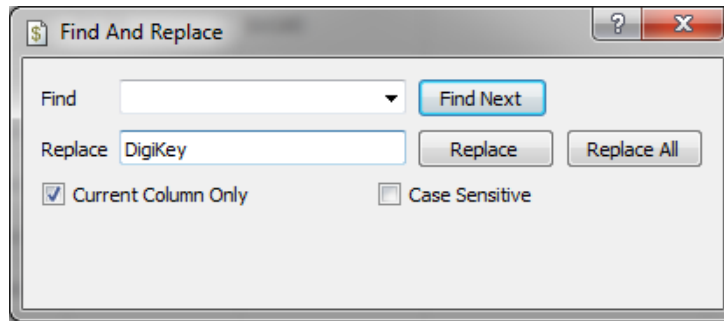 Find And Replace
Find Find Next
Replace DigiKey Replace Replace All
Current Column Only Case Sensitive